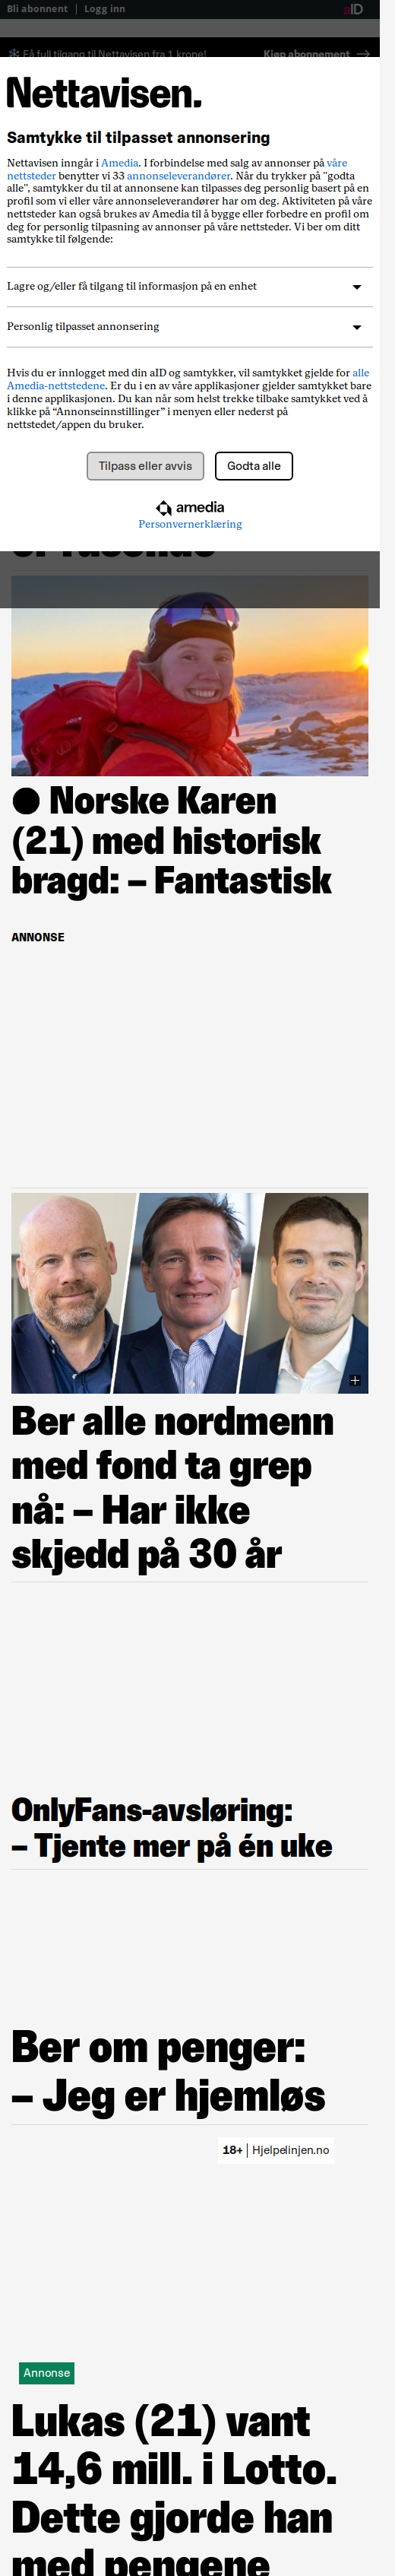 Bli abonnent | Logg inn
aID
Få full tilgang til Nettavisen fra 1 krone!
Kjøp abonnement →
Nettavisen.
Samtykke til tilpasset annonsering
Nettavisen inngår i Amedia. I forbindelse med salg av annonser på våre
nettsteder benytter vi 33 annonseleverandører. Når du trykker på "godta
alle", samtykker du til at annonsene kan tilpasses deg personlig basert på en
profil som vi eller våre annonseleverandører har om deg. Aktiviteten på våre
nettsteder kan også brukes av Amedia til å bygge eller forbedre en profil om
deg for personlig tilpasning av annonser på våre nettsteder. Vi ber om ditt
samtykke til følgende:
Lagre og/eller få tilgang til informasjon på en enhet
Personlig tilpasset annonsering
Hvis du er innlogget med din aID og samtykker, vil samtykket gjelde for alle
Amedia-nettstedene. Er du i en av våre applikasjoner gjelder samtykket bare
i denne applikasjonen. Du kan når som helst trekke tilbake samtykket ved å
klikke på “Annonseinnstillinger” i menyen eller nederst på
nettstedet/appen du bruker.
Tilpass eller avvis
Godta alle
amedia
Personvernerklæring
Norske Karen
(21) med historisk
bragd: – Fantastisk
ANNONSE
Ber alle nordmenn
med fond ta grep
nå: – Har ikke
skjedd på 30 år
OnlyFans-avsløring:
– Tjente mer på én uke
Ber om penger:
– Jeg er hjemløs
18+ | Hjelpelinjen.no
Annonse
Lukas (21) vant
14,6 mill. i Lotto.
Dette gjorde han
med pengene